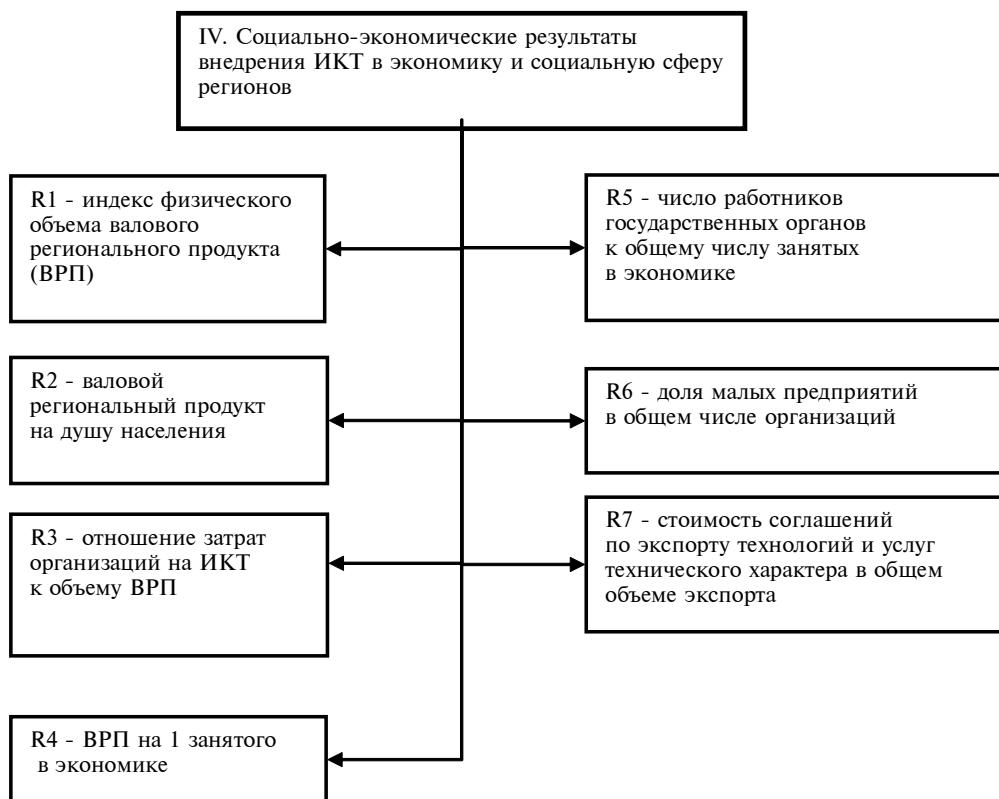 IV. Социально-экономические результаты
внедрения ИКТ в экономику и социальную сферу
регионов
R1 - индекс физического
объема валового
регионального продукта
(ВРП)
R2 - валовой
региональный продукт
на душу населения
R3 - отношение затрат
организаций на ИКТ
к объему ВРП
R4 - ВРП на 1 занятого
в экономике
R5 - число работников
государственных органов
к общему числу занятых
в экономике
R6 - доля малых предприятий
в общем числе организаций
R7 - стоимость соглашений
по экспорту технологий и услуг
технического характера в общем
объеме экспорта